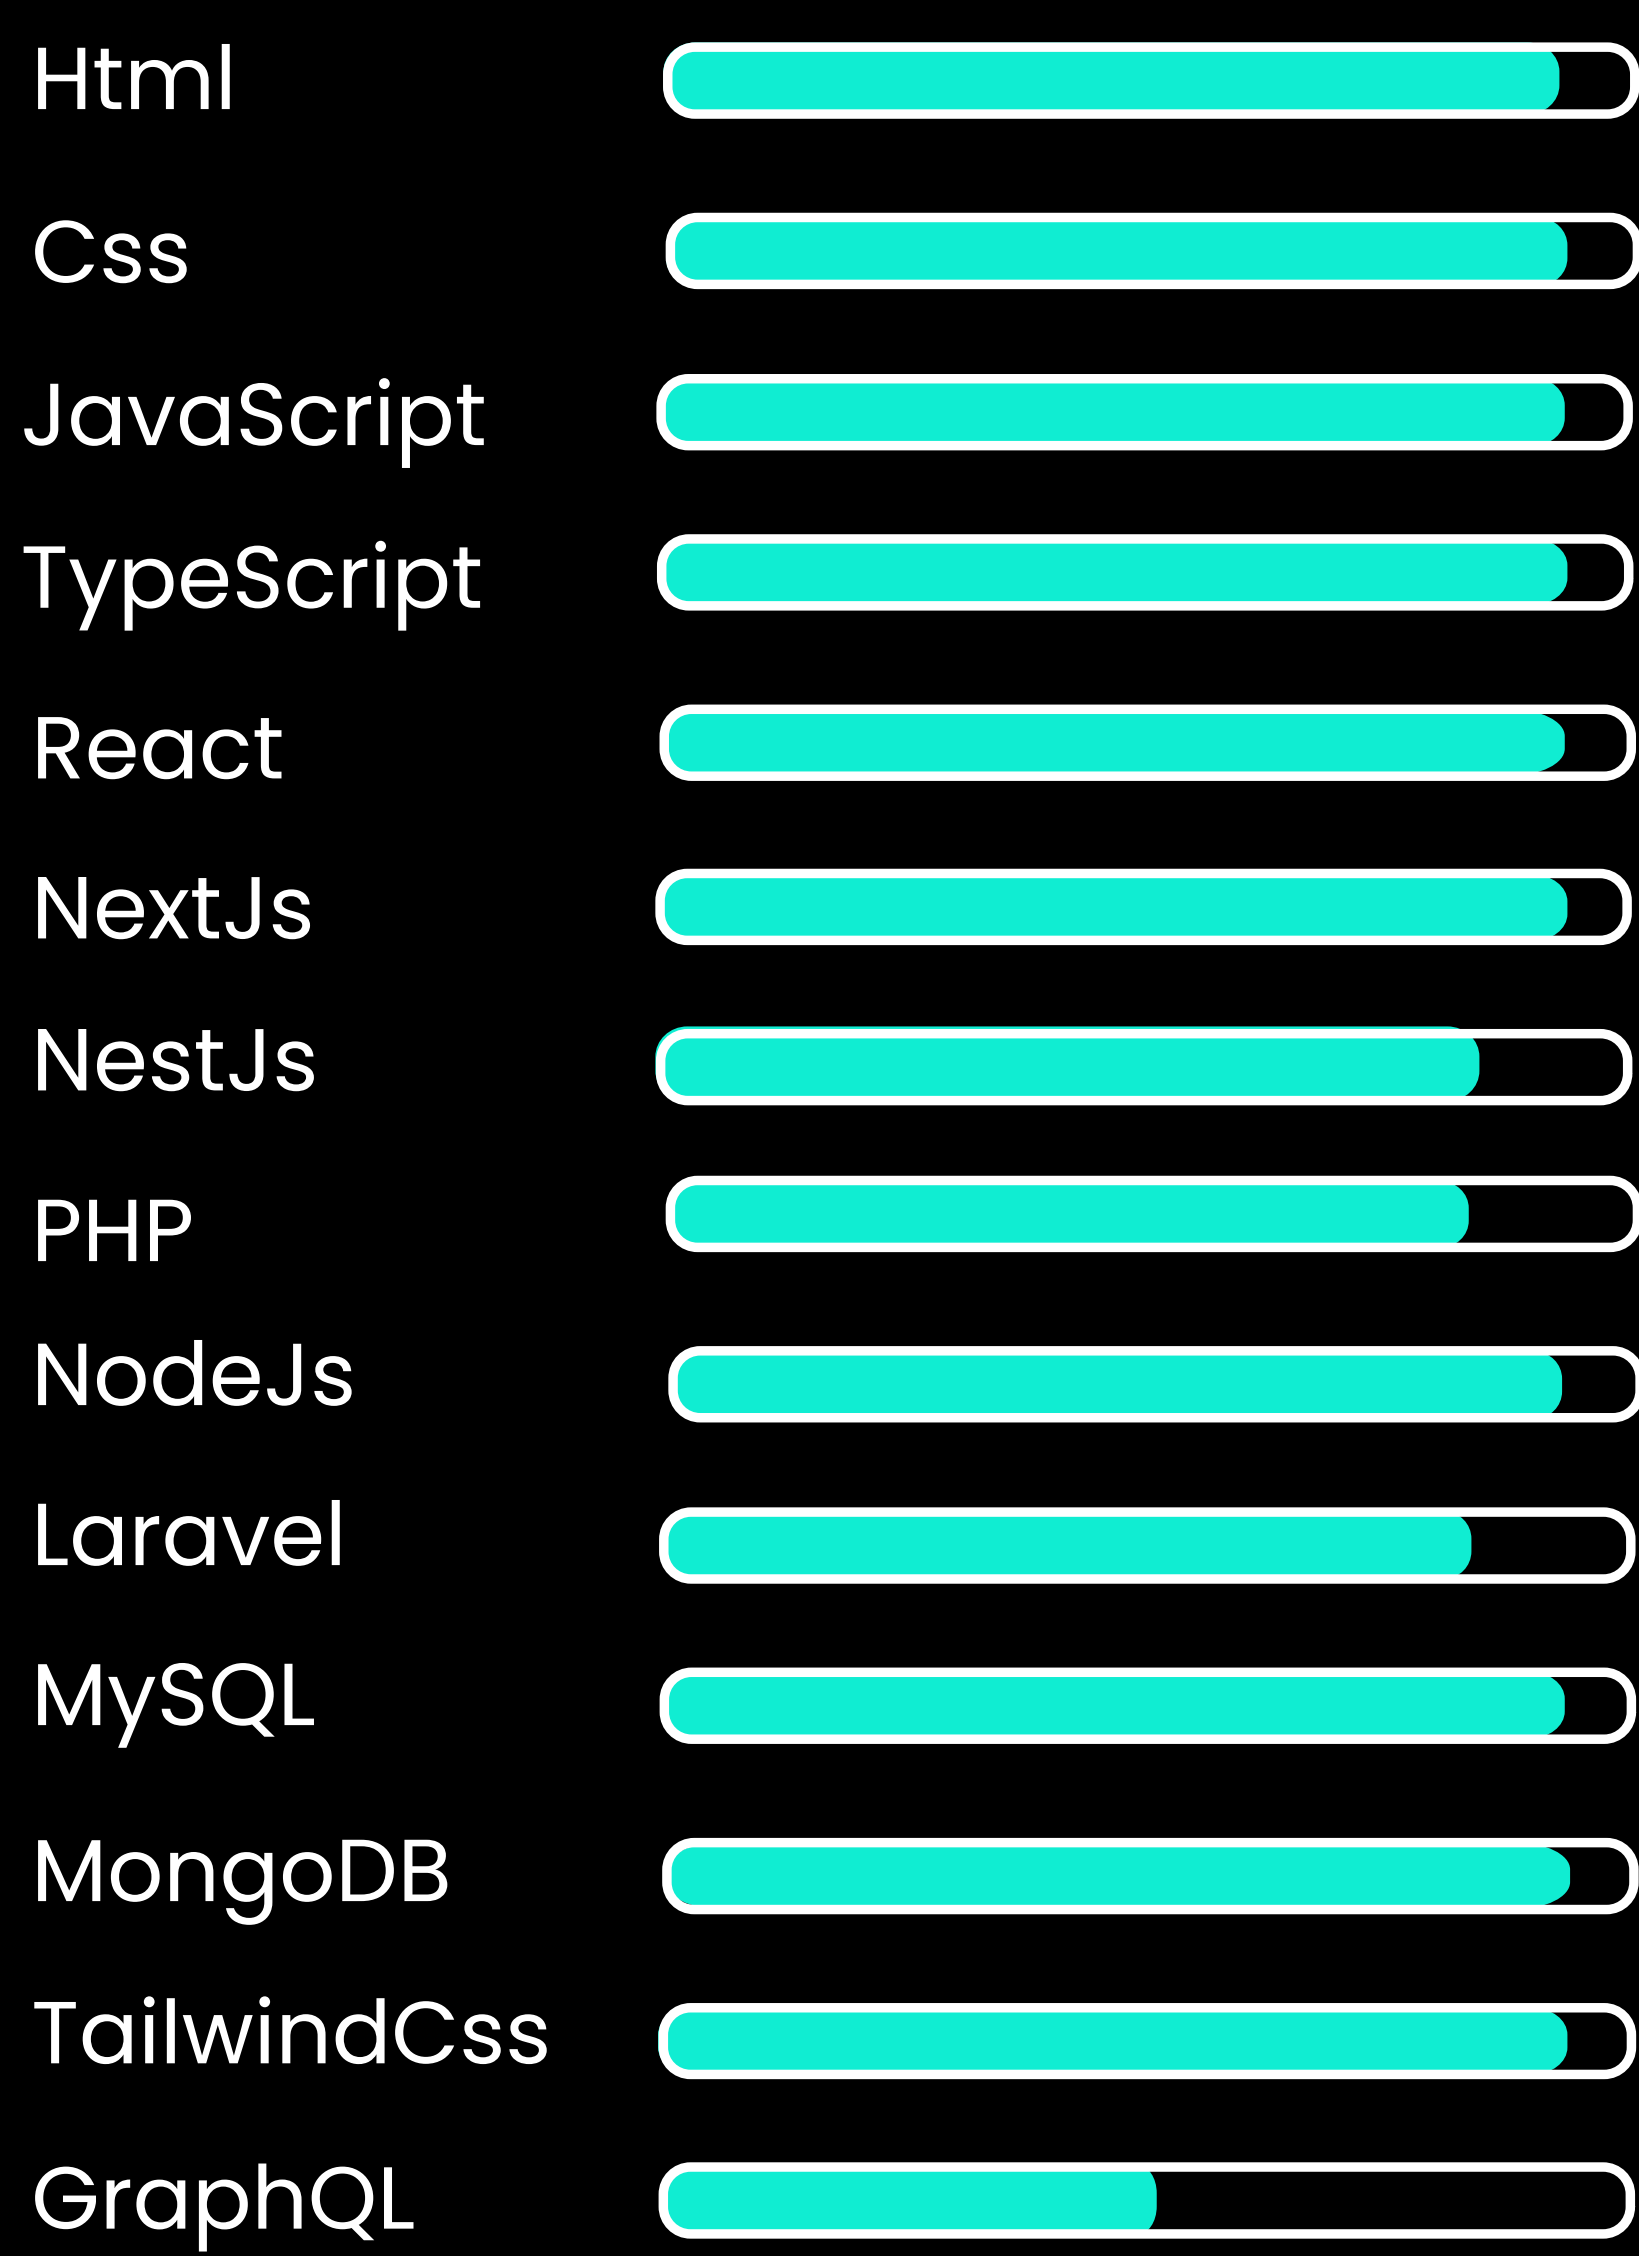 Html
Css
JavaScript
TypeScript
React
NextJs
NestJs
PHP
NodeJs
Laravel
MySQL
MongoDB
TailwindCss
GraphQL